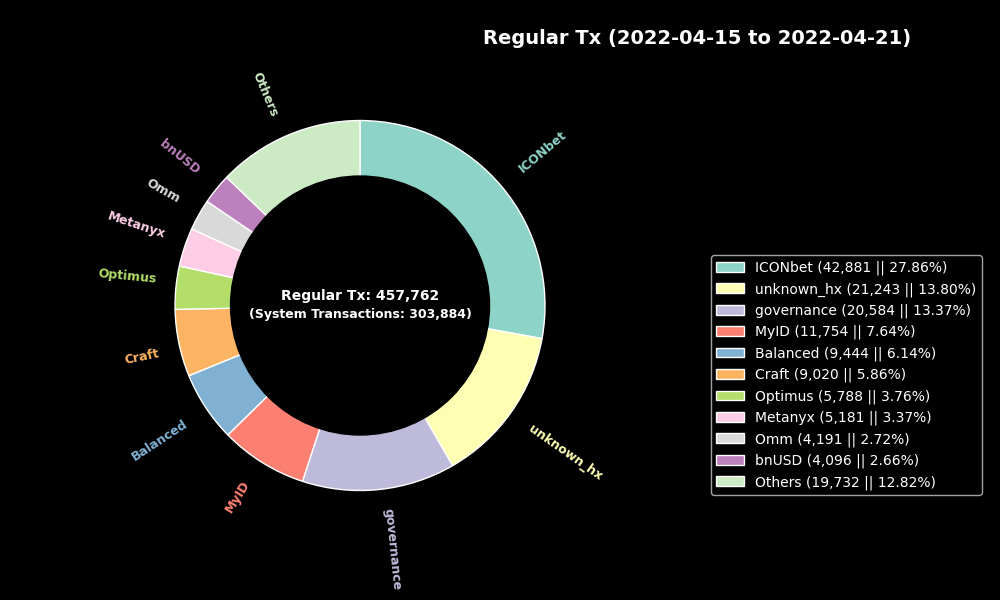 Regular Tx (2022-04-15 to 2022-04-21)
Others
ICONbet
bnUSD
Omm
Metanyx
Optimus
Craft
Balanced
MyID
governance
unknown_hx
Regular Tx: 457,762
(System Transactions: 303,884)
ICONbet (42,881 || 27.86%)
unknown_hx (21,243 || 13.80%)
governance (20,584 || 13.37%)
MyID (11,754 || 7.64%)
Balanced (9,444 || 6.14%)
Craft (9,020 || 5.86%)
Optimus (5,788 || 3.76%)
Metanyx (5,181 || 3.37%)
Omm (4,191 || 2.72%)
bnUSD (4,096 || 2.66%)
Others (19,732 || 12.82%)